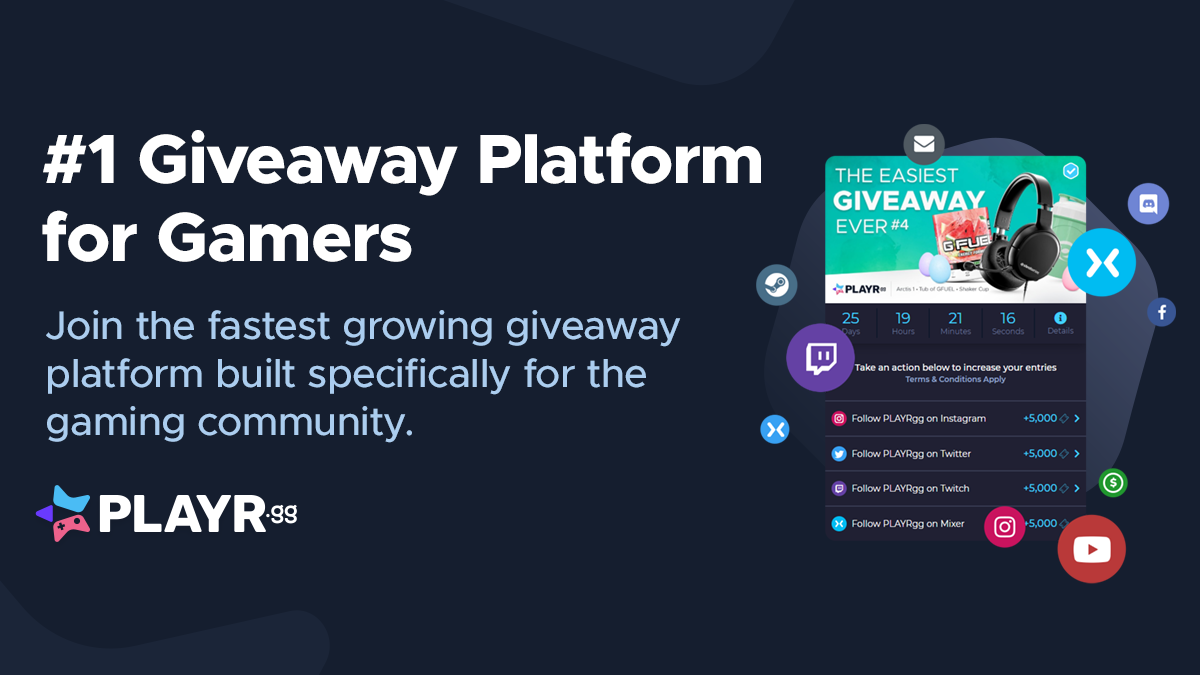 #1 Giveaway Platform
for Gamers
Join the fastest growing giveaway
platform built specifically for the
gaming community.
PLAYR.gg
THE EASIEST
GIVEAWAY
EVER #4
G FUEL
PLAYR.gg
Arctis 1 • Tub of GFUEL • Shaker Cup
25 19 21 16
Days Hours Minutes Seconds Details
Take an action below to increase your entries
Terms & Conditions Apply
Follow PLAYRgg on Instagram +5,000
Follow PLAYRgg on Twitter +5,000
Follow PLAYRgg on Twitch +5,000
Follow PLAYRgg on Mixer +5,000